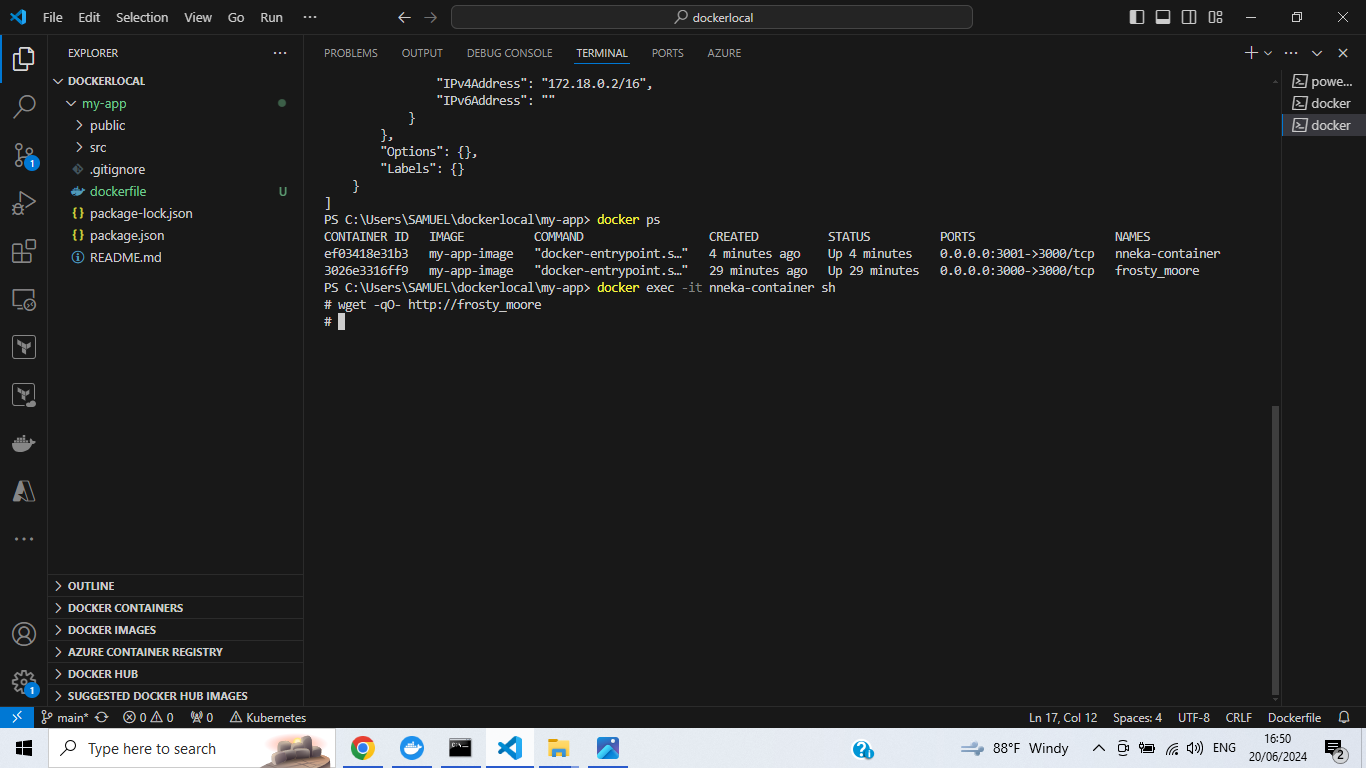 File Edit Selection View Go Run ··· dockerlocal
EXPLORER ···
PROBLEMS OUTPUT DEBUG CONSOLE TERMINAL PORTS AZURE
DOCKERLOCAL
my-app
public
src
.gitignore
dockerfile U
package-lock.json
package.json
README.md
OUTLINE
DOCKER CONTAINERS
DOCKER IMAGES
AZURE CONTAINER REGISTRY
DOCKER HUB
SUGGESTED DOCKER HUB IMAGES
1
1
"IPv4Address": "172.18.0.2/16",
"IPv6Address": ""
}
},
"Options": {},
"Labels": {}
}
]
PS C:\Users\SAMUEL\dockerlocal\my-app> docker ps
CONTAINER ID IMAGE COMMAND CREATED STATUS PORTS NAMES
ef03418e31b3 my-app-image "docker-entrypoint.s…" 4 minutes ago Up 4 minutes 0.0.0.0:3001->3000/tcp nneka-container
3026e3316ff9 my-app-image "docker-entrypoint.s…" 29 minutes ago Up 29 minutes 0.0.0.0:3000->3000/tcp frosty_moore
PS C:\Users\SAMUEL\dockerlocal\my-app> docker exec -it nneka-container sh
# wget -qO- http://frosty_moore
#
powe...
docker
docker
main* 0 0 0 Kubernetes Ln 17, Col 12 Spaces: 4 UTF-8 CRLF Dockerfile
Type here to search 88°F Windy ENG 16:50
20/06/2024 2